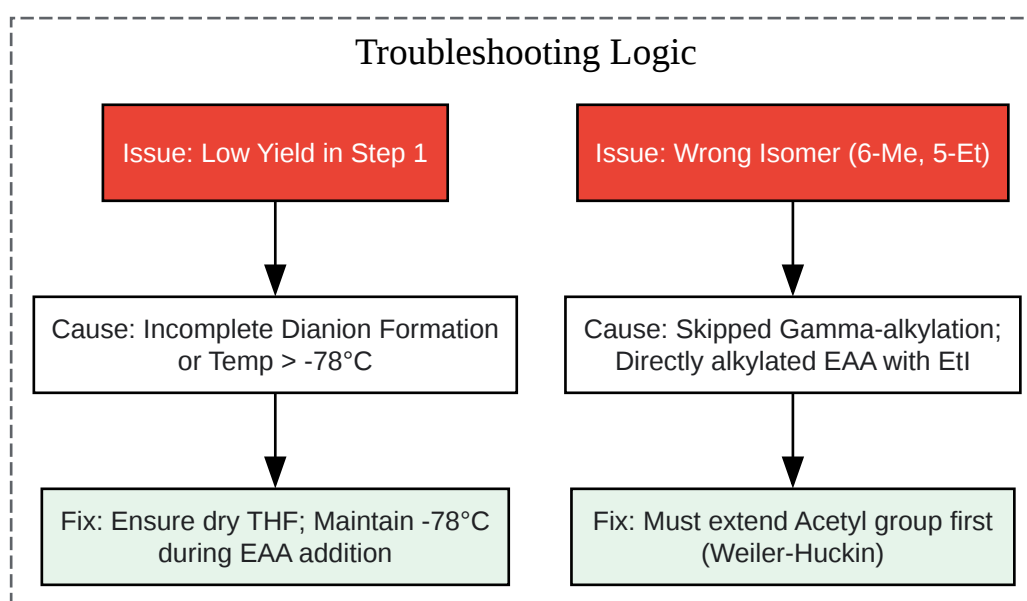 Troubleshooting Logic
Issue: Low Yield in Step 1
Cause: Incomplete Dianion Formation
or Temp > -78°C
Fix: Ensure dry THF; Maintain -78°C
during EAA addition
Issue: Wrong Isomer (6-Me, 5-Et)
Cause: Skipped Gamma-alkylation;
Directly alkylated EAA with EtI
Fix: Must extend Acetyl group first
(Weiler-Huckin)